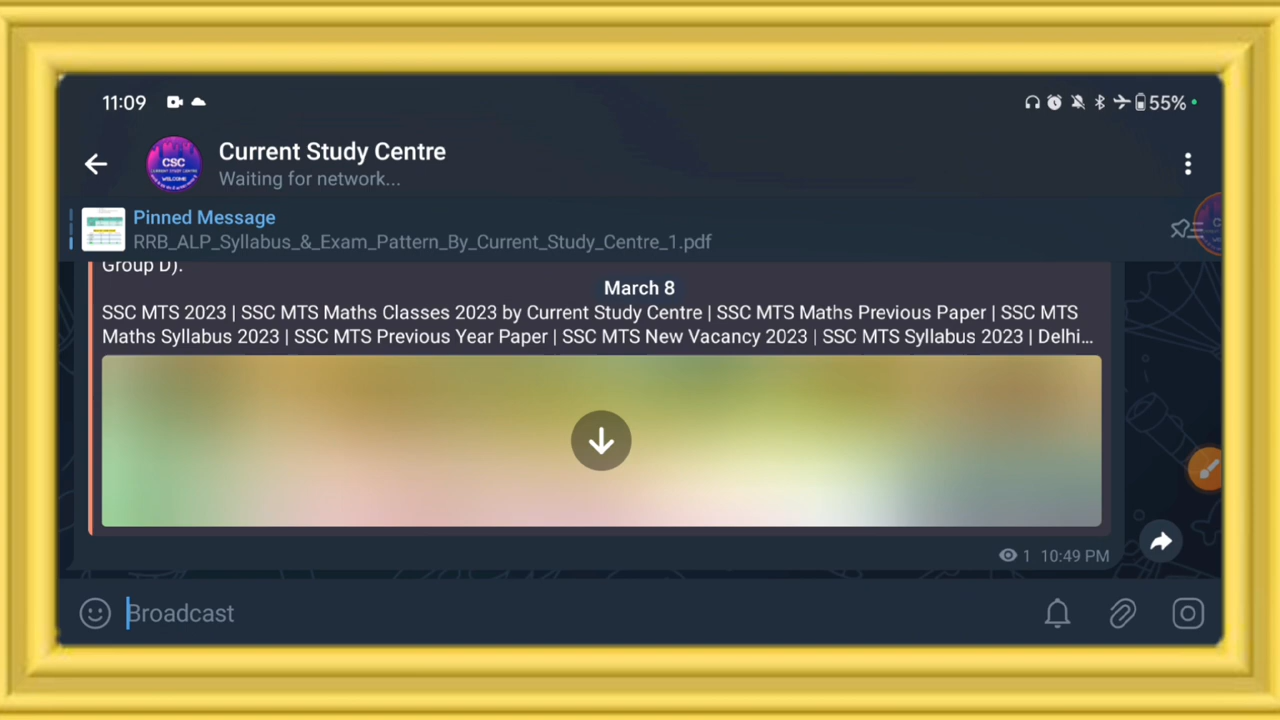 11:09
55%
CSC
WELCOME
Current Study Centre
Waiting for network...
Pinned Message
RRB_ALP_Syllabus_&_Exam_Pattern_By_Current_Study_Centre_1.pdf
Group D).
March 8
SSC MTS 2023 | SSC MTS Maths Classes 2023 by Current Study Centre | SSC MTS Maths Previous Paper | SSC MTS
Maths Syllabus 2023 | SSC MTS Previous Year Paper | SSC MTS New Vacancy 2023 | SSC MTS Syllabus 2023 | Delhi...
1 10:49 PM
Broadcast